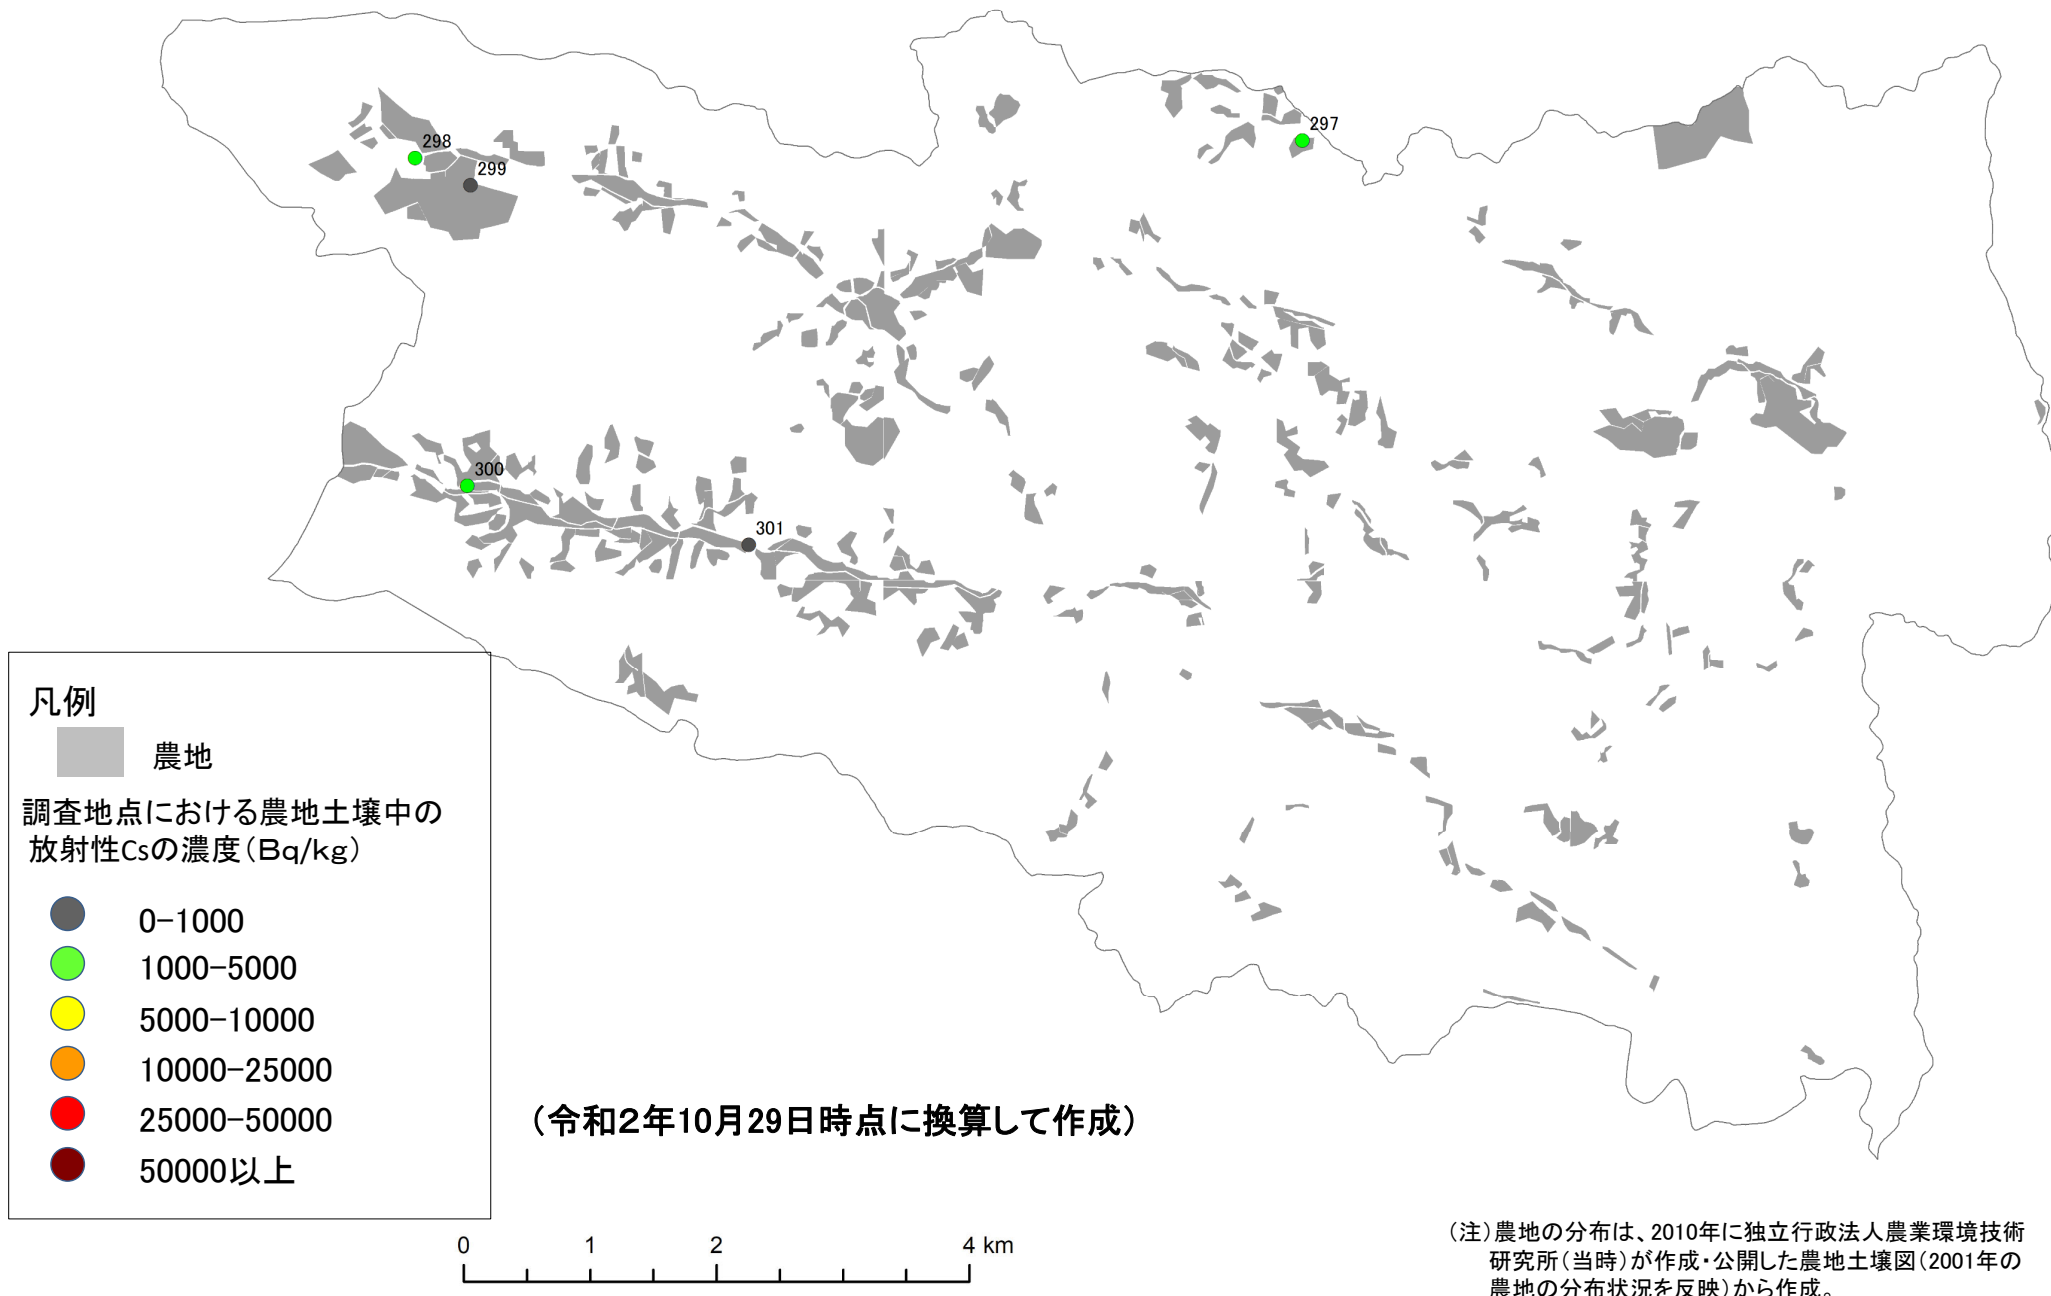 297
298
299
300
301
凡例
農地
調査地点における農地土壌中の
放射性Csの濃度（Bq/kg）
0-1000
1000-5000
5000-10000
10000-25000
25000-50000
50000以上
（令和2年10月29日時点に換算して作成）
0 1 2 4 km
（注）農地の分布は、2010年に独立行政法人農業環境技術
研究所（当時）が作成・公開した農地土壌図（2001年の
農地の分布状況を反映）から作成。